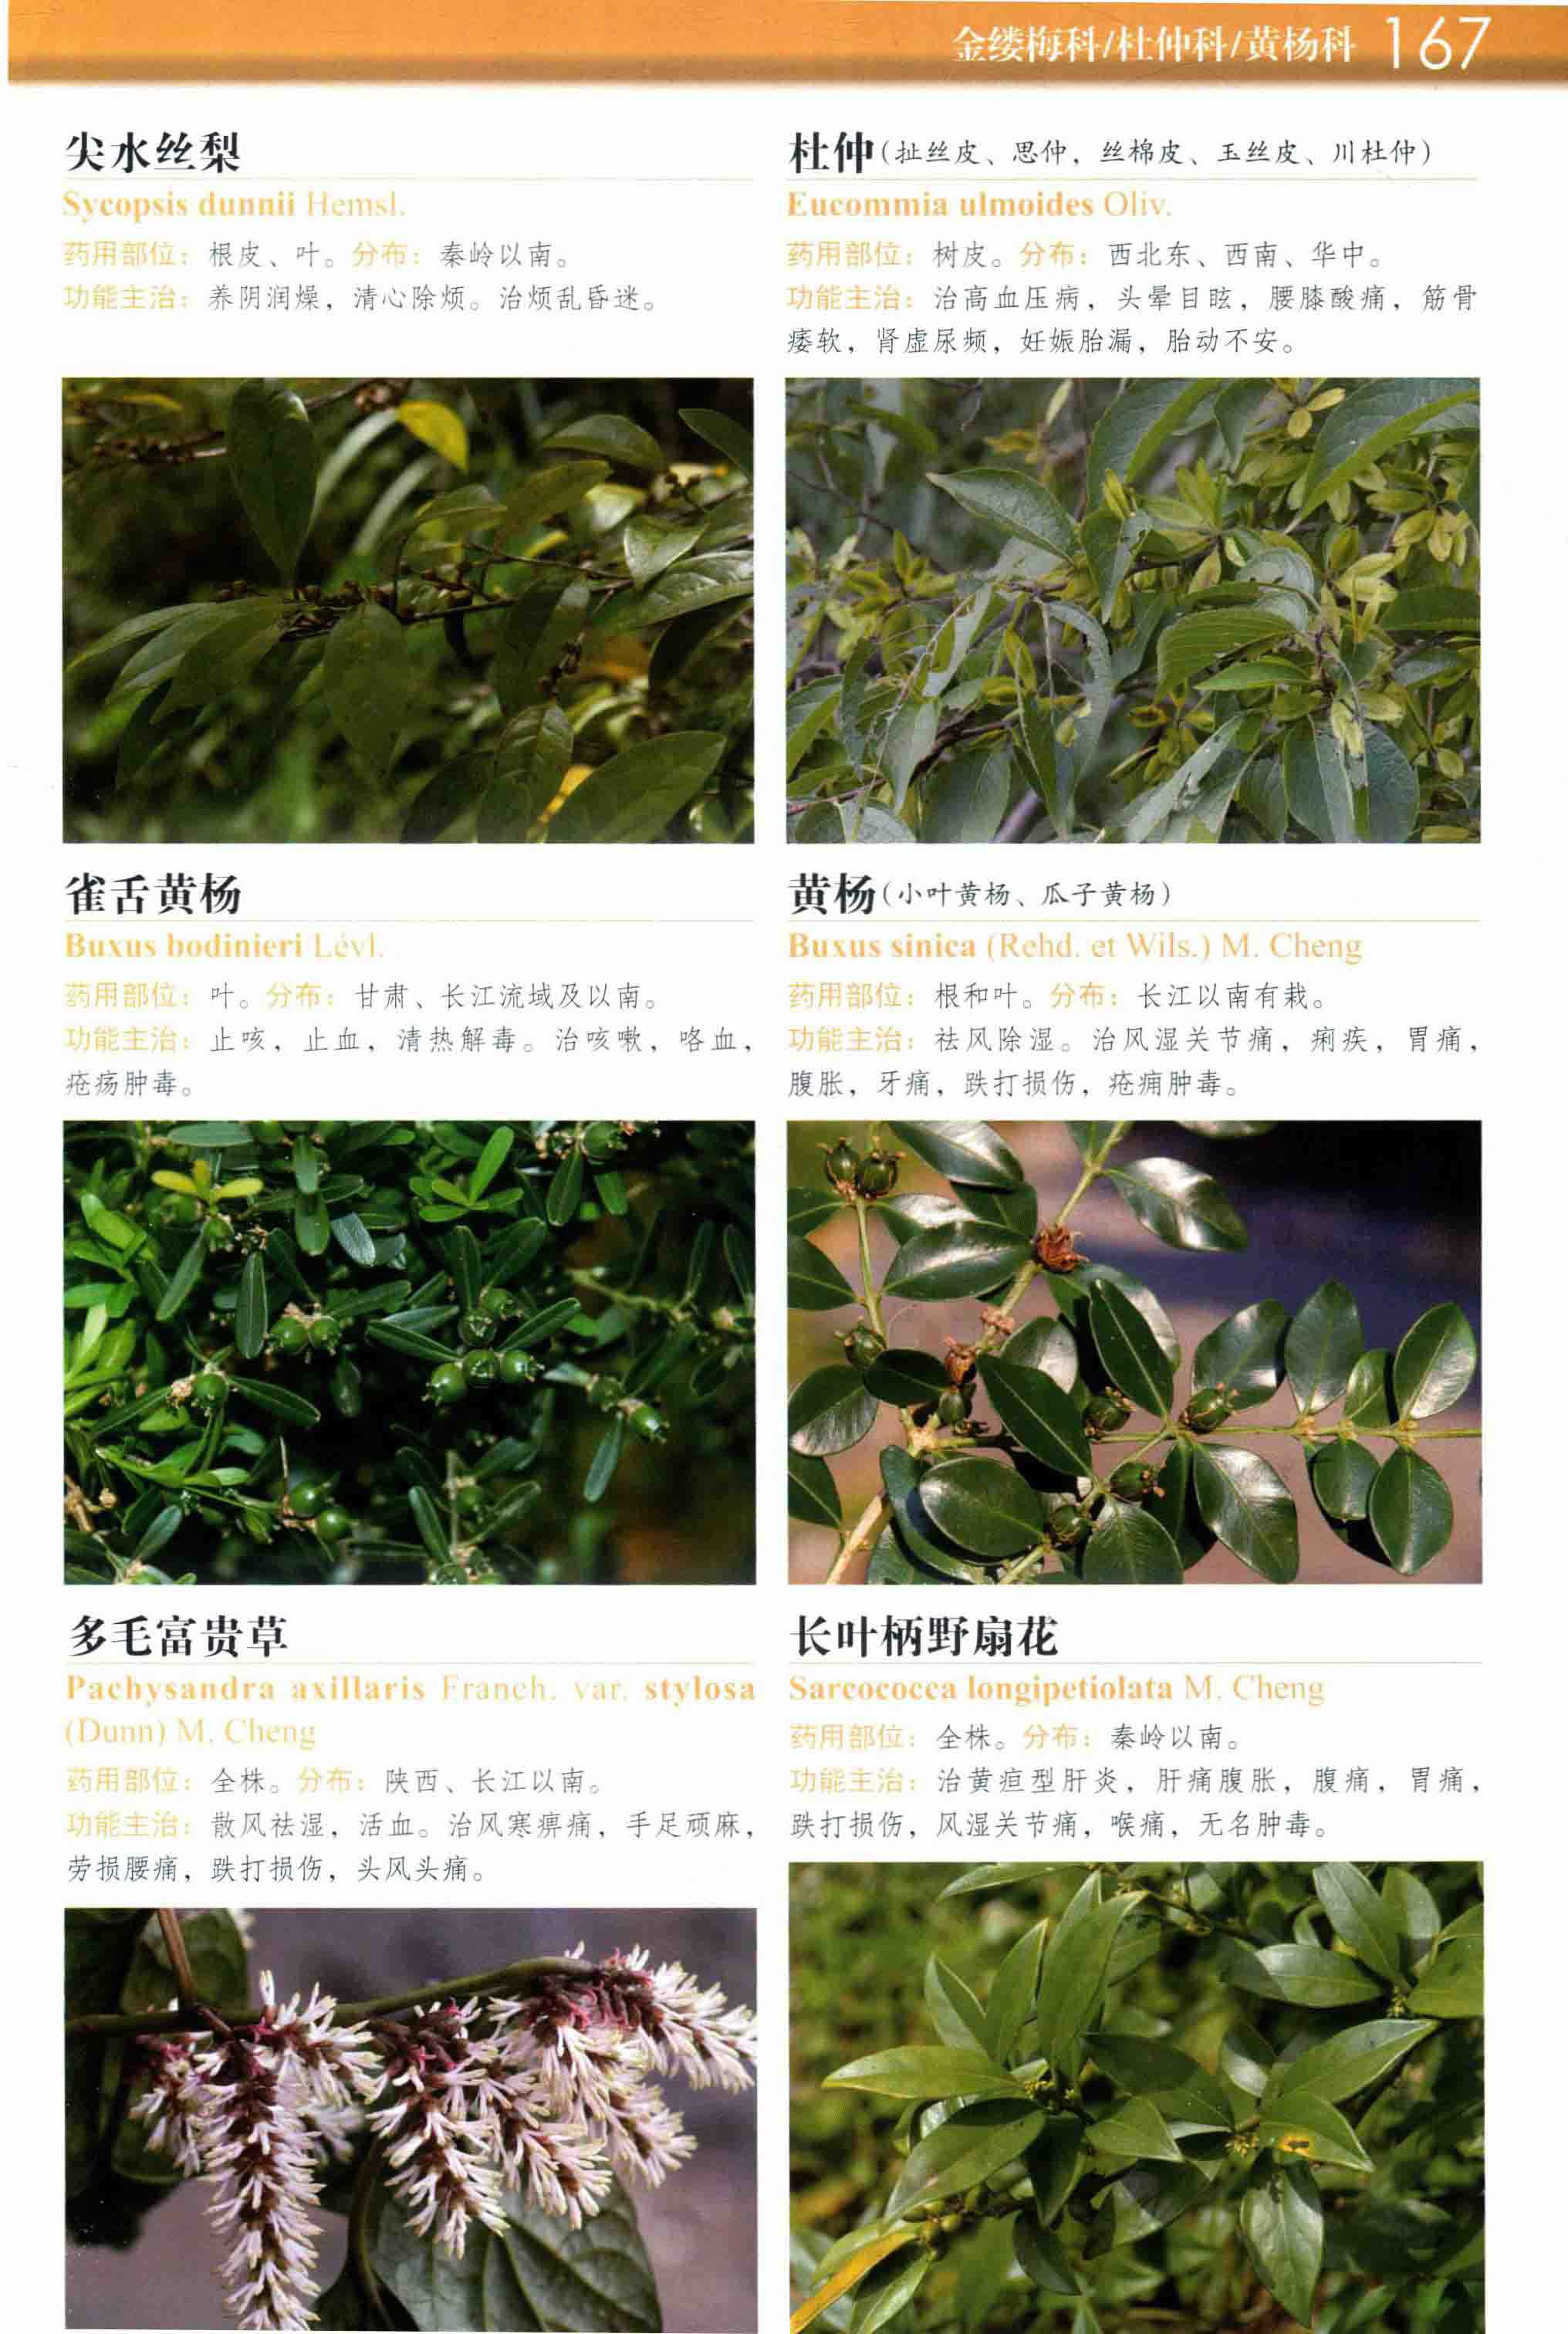 金缕梅科/杜仲科/黄杨科 167
尖水丝梨
Sycopsis dunnii Hemsl.
药用部位：根皮、叶。分布：秦岭以南。
功能主治：养阴润燥，清心除烦。治烦乱昏迷。
杜仲(扯丝皮、思仲，丝棉皮、玉丝皮、川杜仲)
Eucommia ulmoides Oliv.
药用部位：树皮。分布：西北东、西南、华中。
功能主治：治高血压病，头晕目眩，腰膝酸痛，筋骨
痿软，肾虚尿频，妊娠胎漏，胎动不安。
雀舌黄杨
Buxus bodinieri Lévl.
药用部位：叶。分布：甘肃、长江流域及以南。
功能主治：止咳，止血，清热解毒。治咳嗽，咯血，
疮疡肿毒。
黄杨(小叶黄杨、瓜子黄杨)
Buxus sinica (Rehd. et Wils.) M. Cheng
药用部位：根和叶。分布：长江以南有栽。
功能主治：祛风除湿。治风湿关节痛，痢疾，胃痛，
腹胀，牙痛，跌打损伤，疮痈肿毒。
多毛富贵草
Pachysandra axillaris Franch. var. stylosa
(Dunn) M. Cheng
药用部位：全株。分布：陕西、长江以南。
功能主治：散风祛湿，活血。治风寒痹痛，手足顽麻，
劳损腰痛，跌打损伤，头风头痛。
长叶柄野扇花
Sarcococca longipetiolata M. Cheng
药用部位：全株。分布：秦岭以南。
功能主治：治黄疸型肝炎，肝痛腹胀，腹痛，胃痛，
跌打损伤，风湿关节痛，喉痛，无名肿毒。